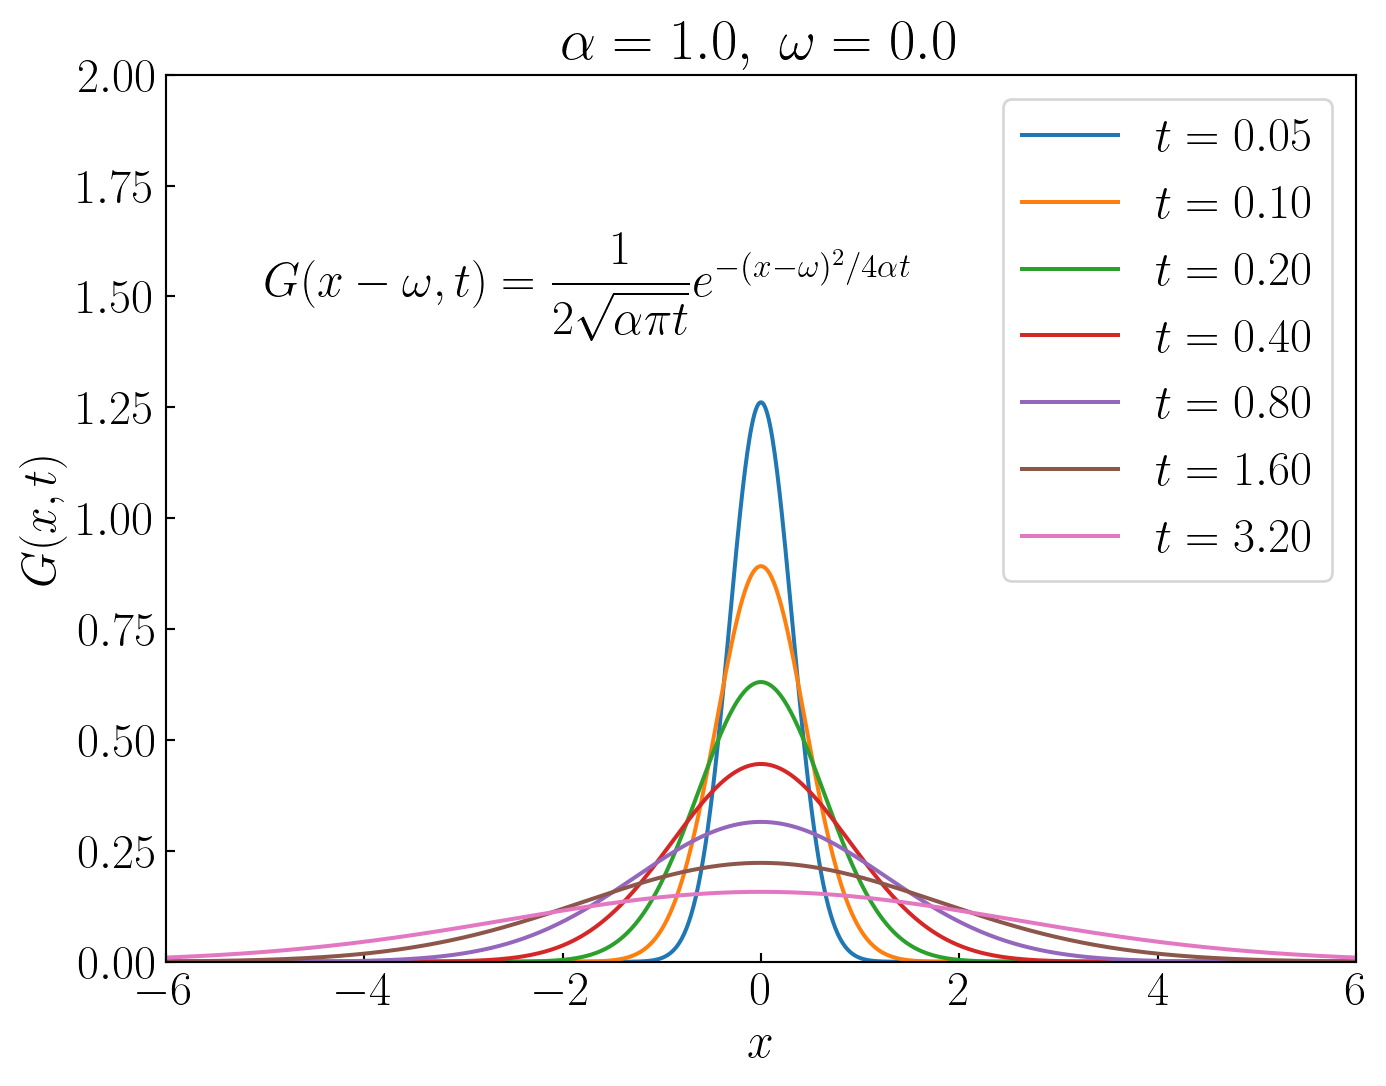 α = 1.0, ω = 0.0
2.00
1.75
1.50
1.25
1.00
0.75
0.50
0.25
0.00
G(x, t)
G(x − ω, t) = \frac{1}{2\sqrt{απt}} e^{−(x−ω)^2/4αt}
t = 0.05
t = 0.10
t = 0.20
t = 0.40
t = 0.80
t = 1.60
t = 3.20
−6 −4 −2 0 2 4 6
x